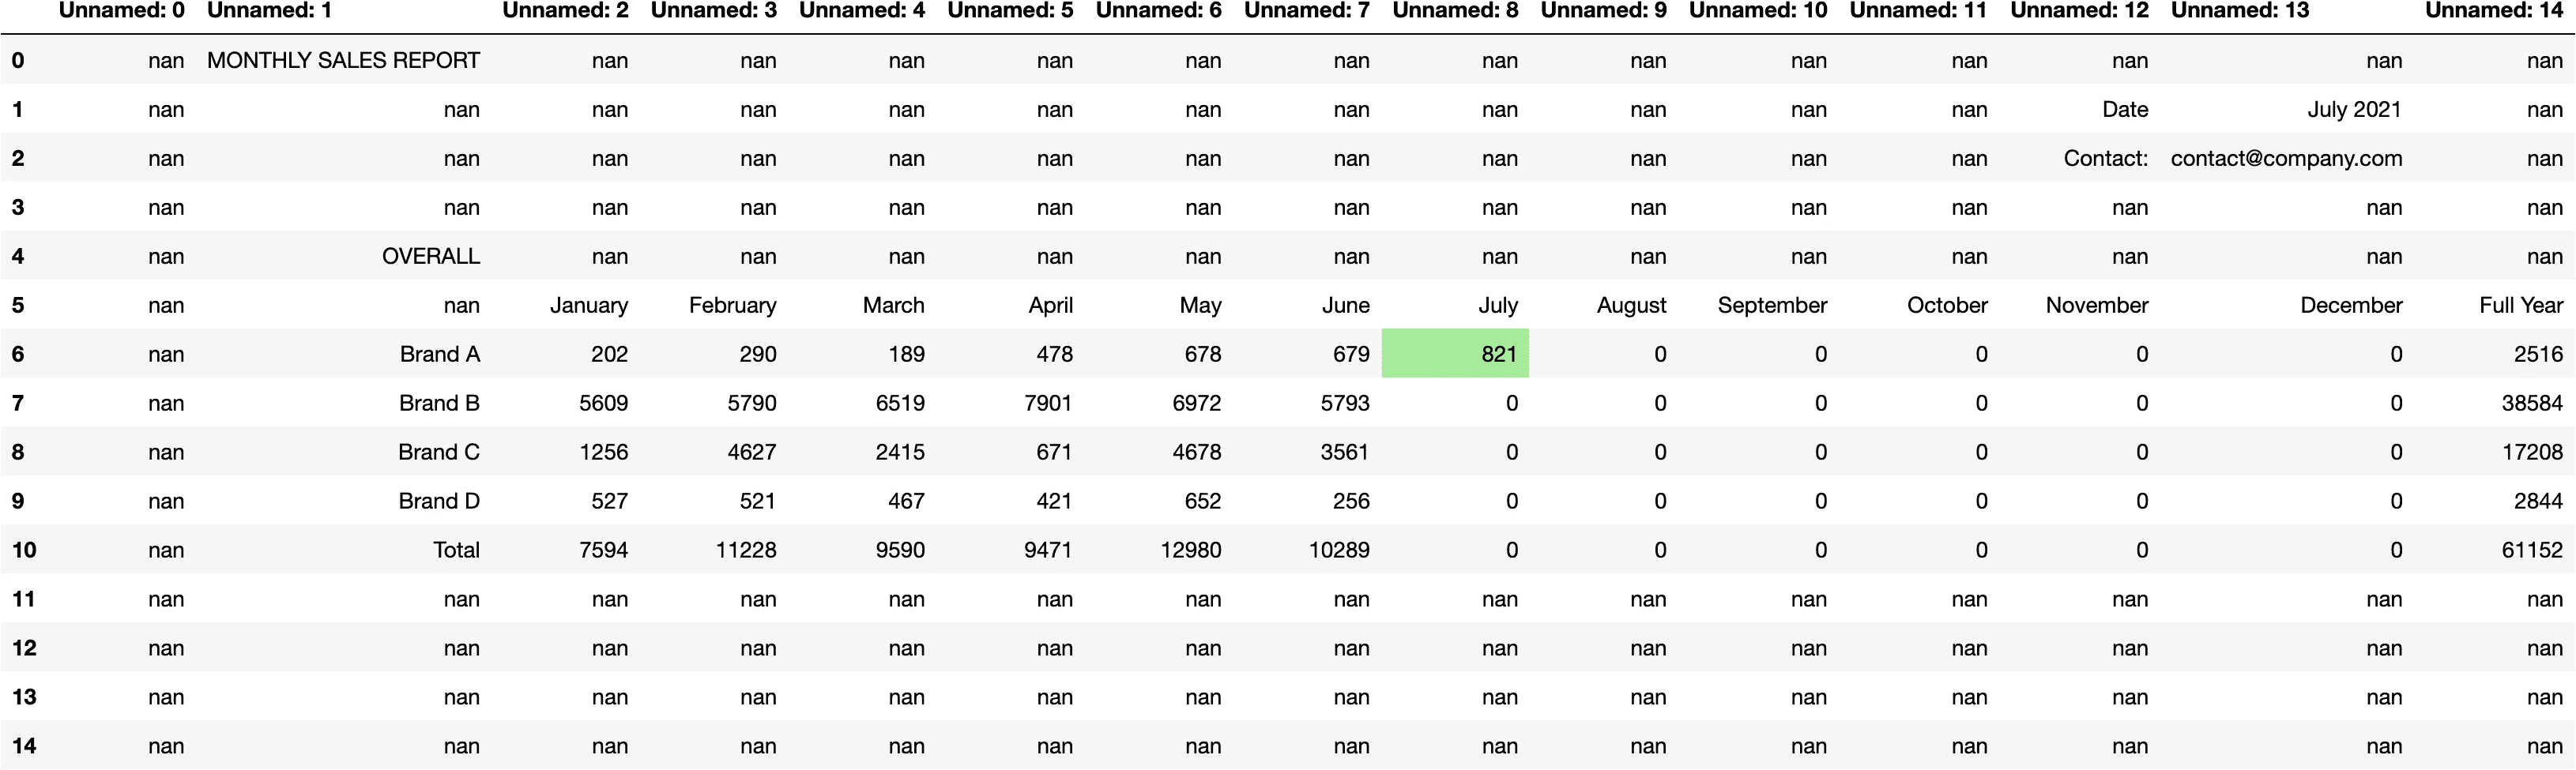 Unnamed: 0 Unnamed: 1 Unnamed: 2 Unnamed: 3 Unnamed: 4 Unnamed: 5 Unnamed: 6 Unnamed: 7 Unnamed: 8 Unnamed: 9 Unnamed: 10 Unnamed: 11 Unnamed: 12 Unnamed: 13 Unnamed: 14
0 nan MONTHLY SALES REPORT nan nan nan nan nan nan nan nan nan nan nan nan nan
1 nan nan nan nan nan nan nan nan nan nan nan nan Date July 2021 nan
2 nan nan nan nan nan nan nan nan nan nan nan nan Contact: contact@company.com nan
3 nan nan nan nan nan nan nan nan nan nan nan nan nan nan nan
4 nan OVERALL nan nan nan nan nan nan nan nan nan nan nan nan nan
5 nan nan January February March April May June July August September October November December Full Year
6 nan Brand A 202 290 189 478 678 679 821 0 0 0 0 0 2516
7 nan Brand B 5609 5790 6519 7901 6972 5793 0 0 0 0 0 0 38584
8 nan Brand C 1256 4627 2415 671 4678 3561 0 0 0 0 0 0 17208
9 nan Brand D 527 521 467 421 652 256 0 0 0 0 0 0 2844
10 nan Total 7594 11228 9590 9471 12980 10289 0 0 0 0 0 0 61152
11 nan nan nan nan nan nan nan nan nan nan nan nan nan nan nan
12 nan nan nan nan nan nan nan nan nan nan nan nan nan nan nan
13 nan nan nan nan nan nan nan nan nan nan nan nan nan nan nan
14 nan nan nan nan nan nan nan nan nan nan nan nan nan nan nan